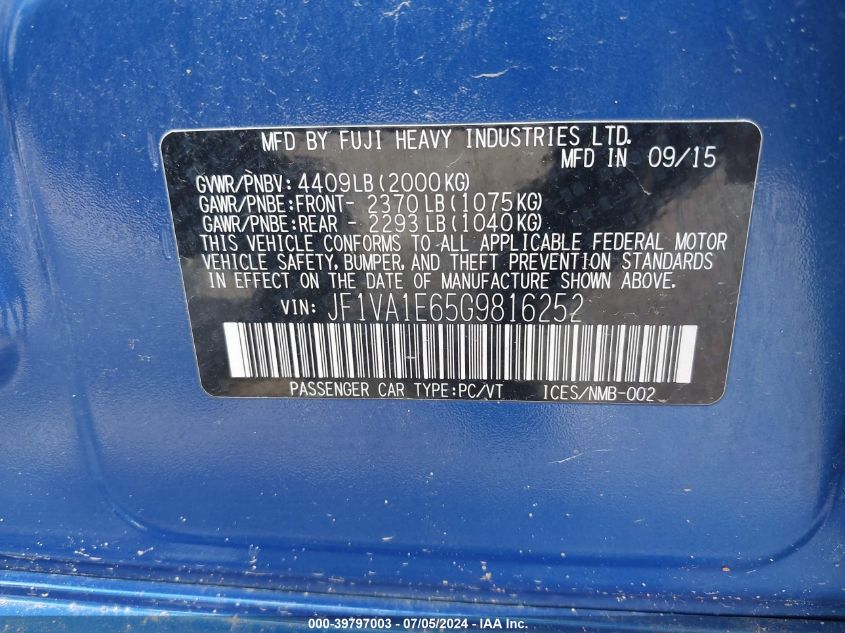 MFD BY FUJI HEAVY INDUSTRIES LTD.
MFD IN 09/15
GVWR/PNBV: 4409LB(2000KG)
GAWR/PNBE:FRONT- 2370LB(1075KG)
GAWR/PNBE:REAR - 2293LB(1040KG)
THIS VEHICLE CONFORMS TO ALL APPLICABLE FEDERAL MOTOR
VEHICLE SAFETY, BUMPER, AND THEFT PREVENTION STANDARDS
IN EFFECT ON THE DATE OF MANUFACTURE SHOWN ABOVE.
VIN: JF1VA1E65G9816252
PASSENGER CAR TYPE:PC/VT ICES/NMB-002
000-39797003 / 07/05/2024 - IAA Inc.